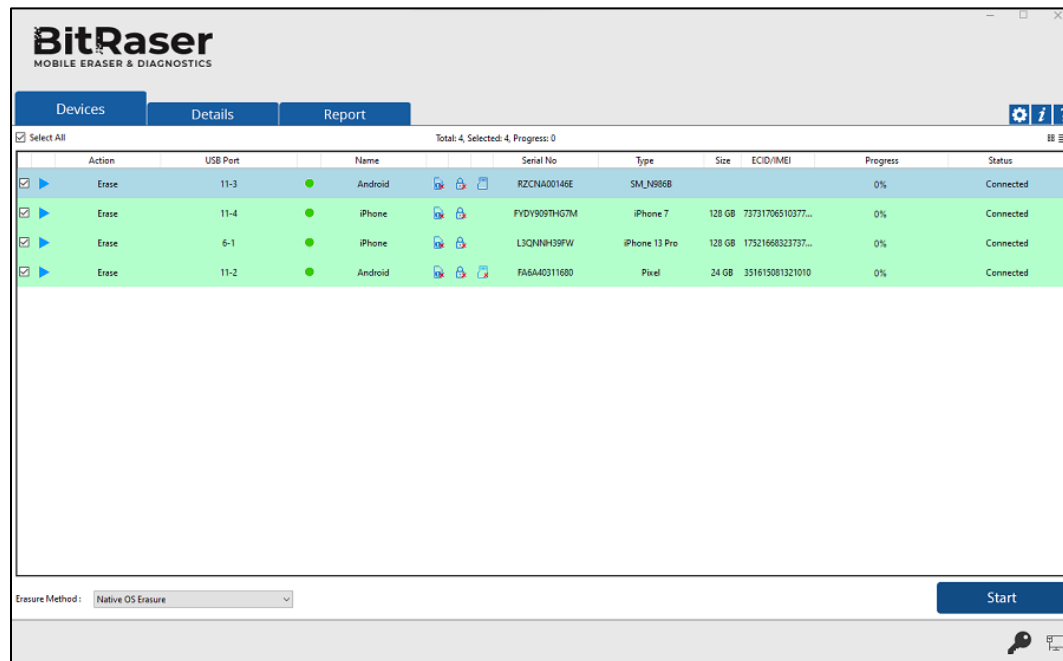 BitRaser
MOBILE ERASER & DIAGNOSTICS
Devices Details Report
Select All Total: 4, Selected: 4, Progress: 0
Action USB Port Name Serial No Type Size ECID/IMEI Progress Status
Erase 11-3 Android RZCNA00146E SM_N986B 0% Connected
Erase 11-4 iPhone FYDY909THG7M iPhone 7 128 GB 73731706510377... 0% Connected
Erase 6-1 iPhone L3QNNH39FW iPhone 13 Pro 128 GB 17521668323737... 0% Connected
Erase 11-2 Android FA6A40311680 Pixel 24 GB 351615081321010 0% Connected
Erasure Method : Native OS Erasure Start